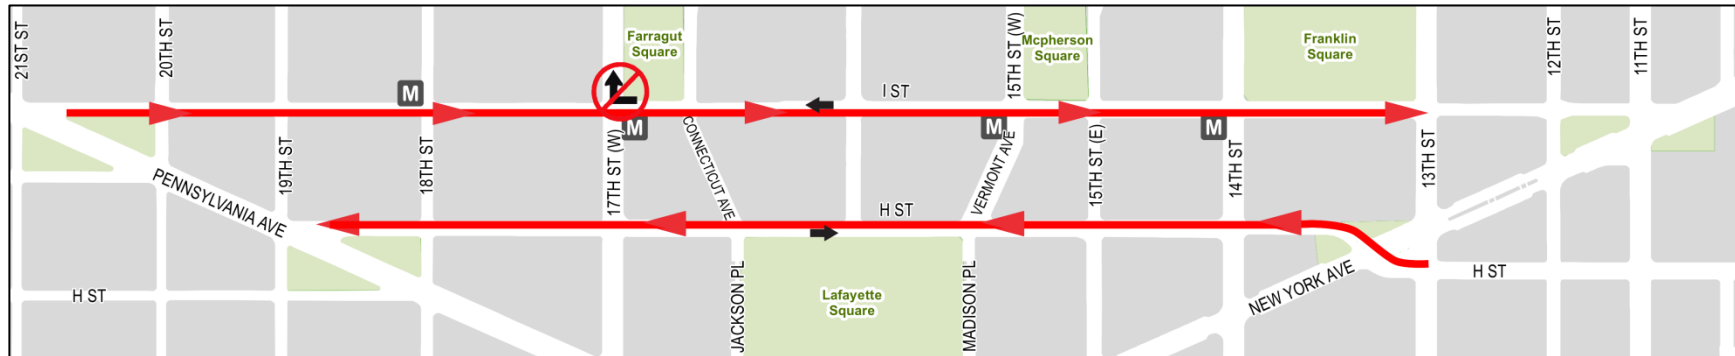 21ST ST
20TH ST
19TH ST
18TH ST
M
Farragut
Square
17TH ST (W)
M
CONNECTICUT AVE
I ST
15TH ST (W)
Mcpherson
Square
M
VERMONT AVE
15TH ST (E)
M
14TH ST
Franklin
Square
13TH ST
12TH ST
11TH ST
PENNSYLVANIA AVE
H ST
H ST
JACKSON PL
Lafayette
Square
MADISON PL
NEW YORK AVE
H ST